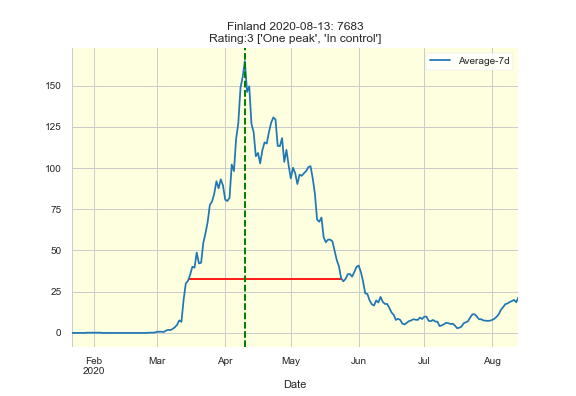 Finland 2020-08-13: 7683
Rating:3 ['One peak', 'In control']
Average-7d
150
125
100
75
50
25
0
Feb Mar Apr May Jun Jul Aug
2020
Date